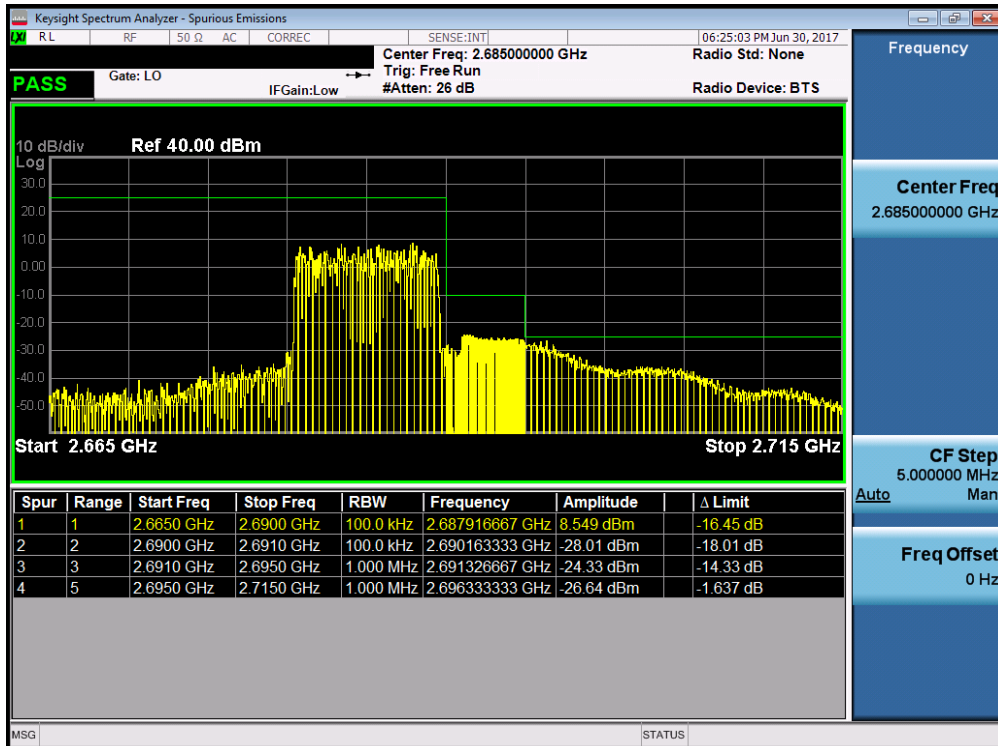 Keysight Spectrum Analyzer - Spurious Emissions
LXI RL RF 50 Ω AC CORREC SENSE:INT 06:25:03 PM Jun 30, 2017
Center Freq: 2.685000000 GHz Radio Std: None
PASS Gate: LO Trig: Free Run
IFGain:Low #Atten: 26 dB Radio Device: BTS
10 dB/div Ref 40.00 dBm
Log
30.0
20.0
10.0
0.00
-10.0
-20.0
-30.0
-40.0
-50.0
Start 2.665 GHz Stop 2.715 GHz
Spur Range Start Freq Stop Freq RBW Frequency Amplitude Δ Limit
1 1 2.6650 GHz 2.6900 GHz 100.0 kHz 2.687916667 GHz 8.549 dBm -16.45 dB
2 2 2.6900 GHz 2.6910 GHz 100.0 kHz 2.690163333 GHz -28.01 dBm -18.01 dB
3 3 2.6910 GHz 2.6950 GHz 1.000 MHz 2.691326667 GHz -24.33 dBm -14.33 dB
4 5 2.6950 GHz 2.7150 GHz 1.000 MHz 2.696333333 GHz -26.64 dBm -1.637 dB
MSG STATUS
Frequency
Center Freq
2.685000000 GHz
CF Step
5.000000 MHz
Auto Man
Freq Offset
0 Hz